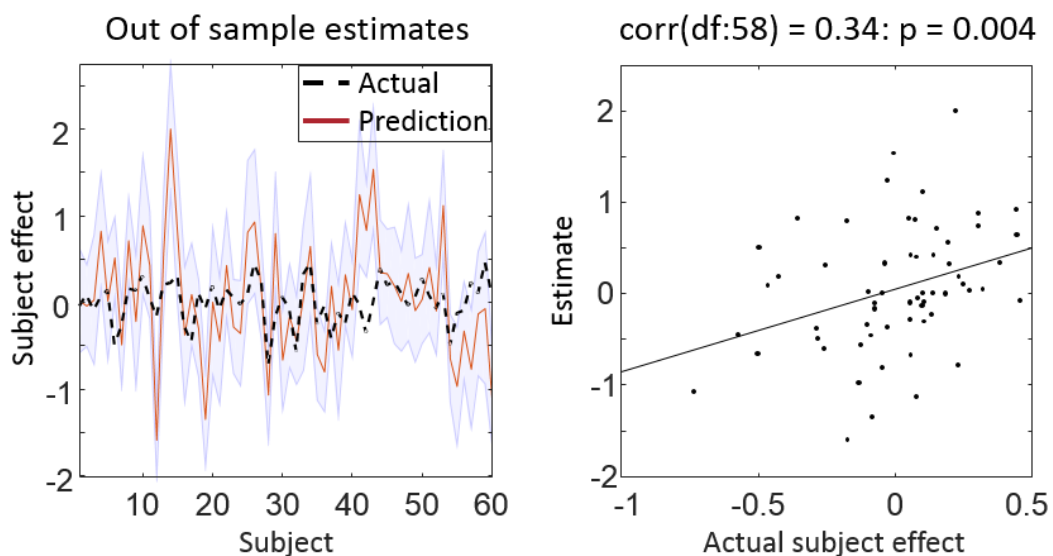 Out of sample estimates
Actual
Prediction
Subject effect
2
1
0
-1
-2
10
20
30
40
50
60
Subject
corr(df:58) = 0.34: p = 0.004
Estimate
2
1
0
-1
-2
-1
-0.5
0
0.5
Actual subject effect